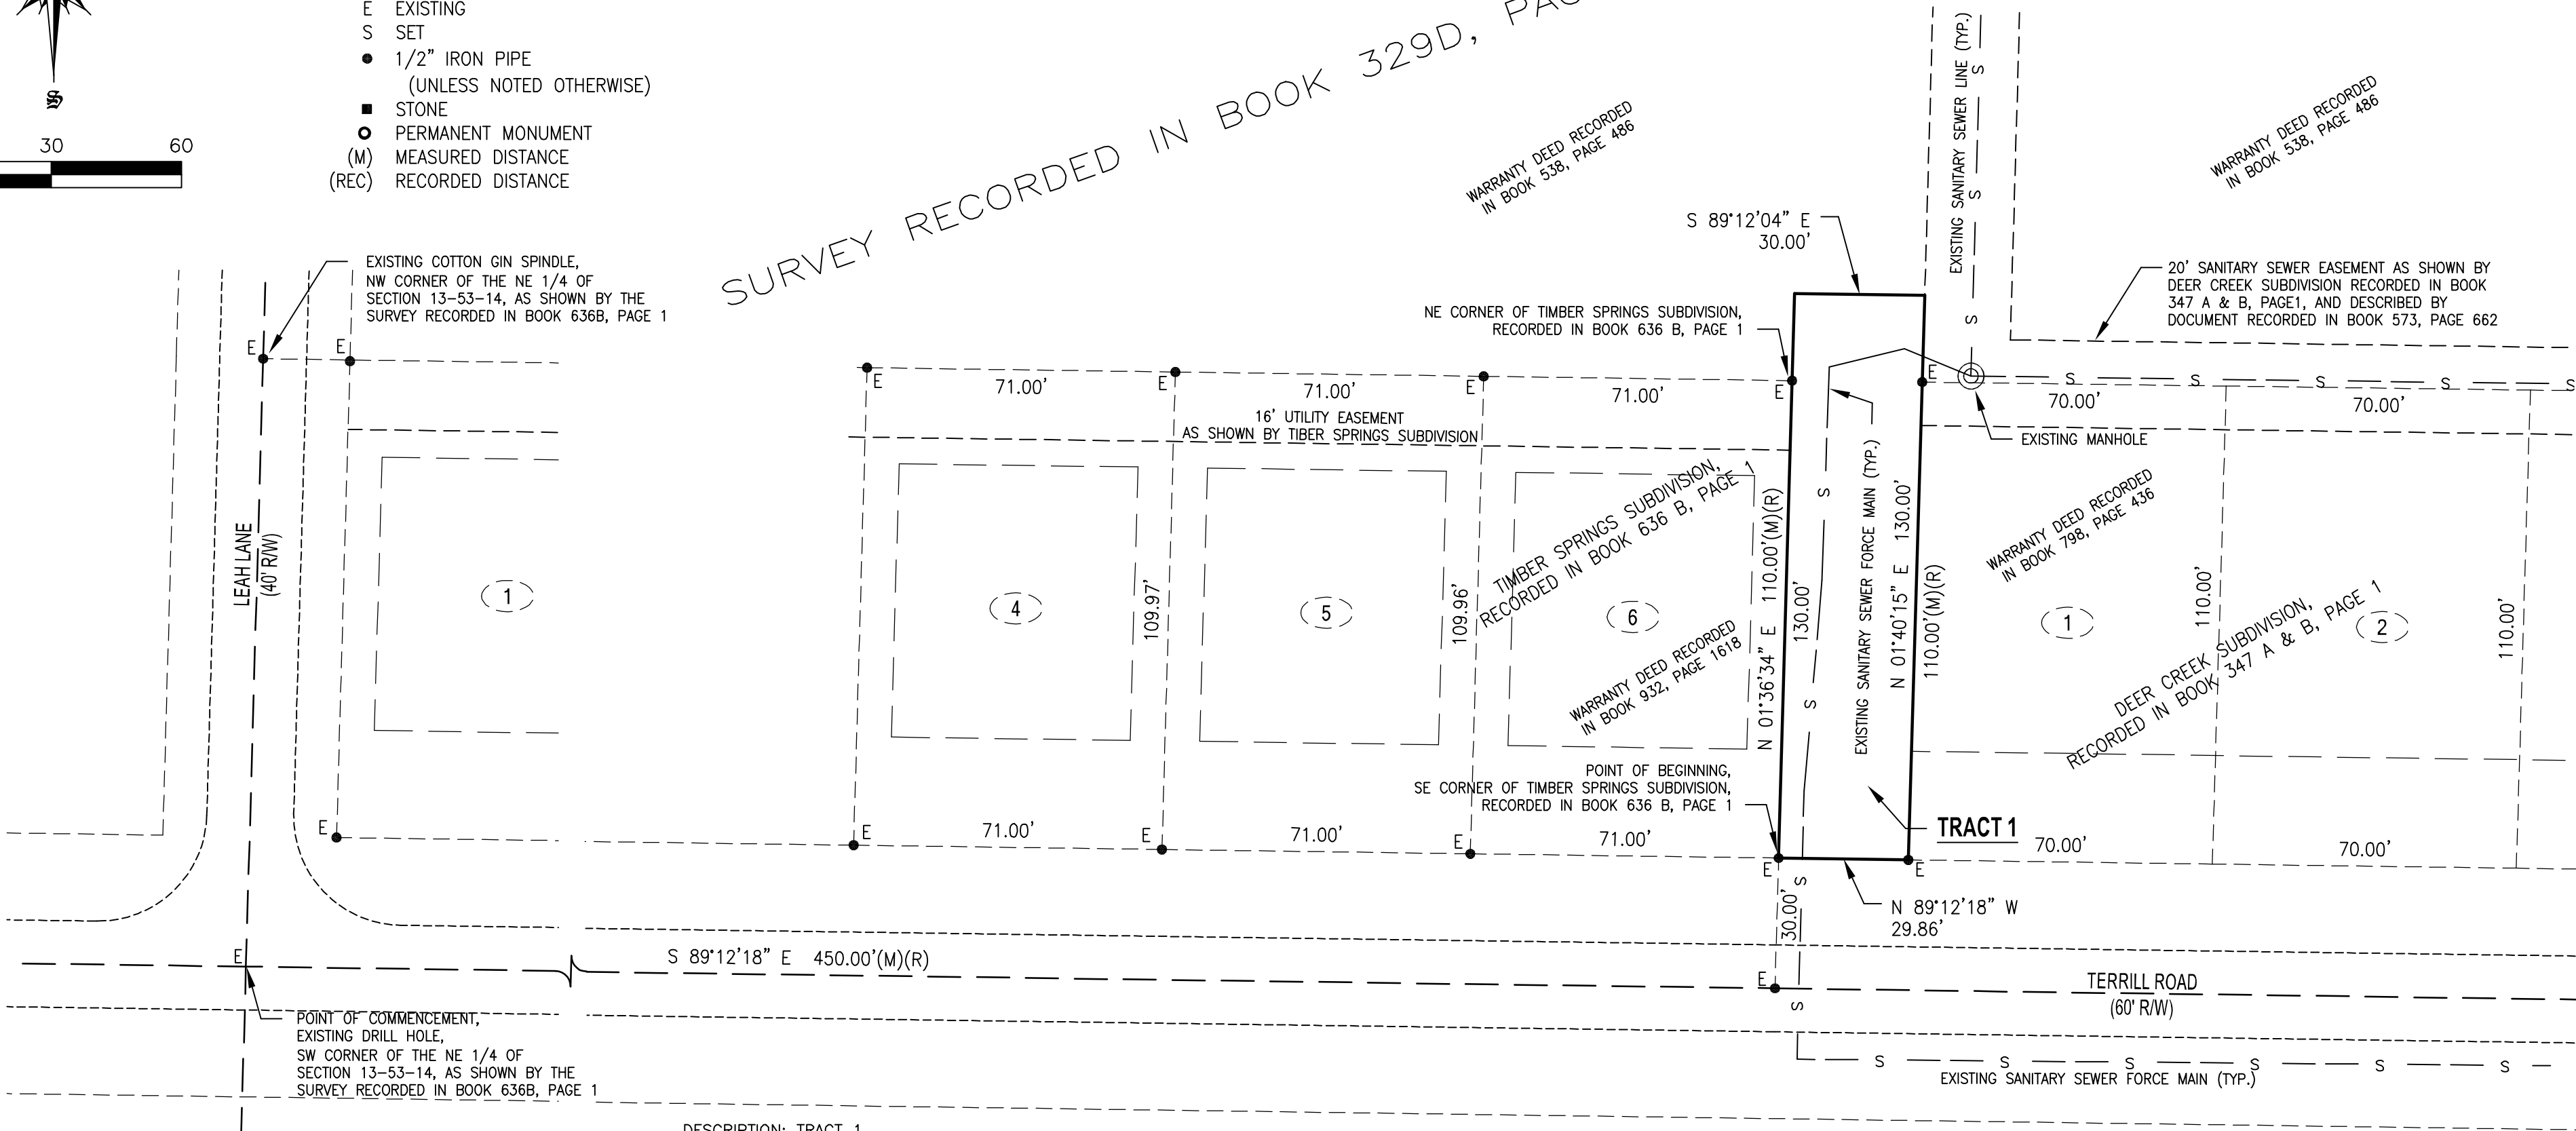 E EXISTING
S SET
1/2" IRON PIPE
(UNLESS NOTED OTHERWISE)
STONE
PERMANENT MONUMENT
(M) MEASURED DISTANCE
(REC) RECORDED DISTANCE
S
30 60
SURVEY RECORDED IN BOOK 329D,
WARRANTY DEED RECORDED
IN BOOK 538, PAGE 486
EXISTING SANITARY SEWER LINE (TYP.)
S
S
S
S
WARRANTY DEED RECORDED
IN BOOK 538, PAGE 486
S 89°12'04" E
30.00'
EXISTING COTTON GIN SPINDLE,
NW CORNER OF THE NE 1/4 OF
SECTION 13-53-14, AS SHOWN BY THE
SURVEY RECORDED IN BOOK 636B, PAGE 1
NE CORNER OF TIMBER SPRINGS SUBDIVISION,
RECORDED IN BOOK 636 B, PAGE 1
20' SANITARY SEWER EASEMENT AS SHOWN BY
DEER CREEK SUBDIVISION RECORDED IN BOOK
347 A & B, PAGE1, AND DESCRIBED BY
DOCUMENT RECORDED IN BOOK 573, PAGE 662
E E
E 71.00' E 71.00' E 71.00' E
E S S S S S
70.00' 70.00'
16' UTILITY EASEMENT
AS SHOWN BY TIBER SPRINGS SUBDIVISION
EXISTING MANHOLE
LEAH LANE
(40' R/W)
1
4
109.97'
5
109.96'
6
TIMBER SPRINGS SUBDIVISION,
RECORDED IN BOOK 636 B, PAGE 1
WARRANTY DEED RECORDED
IN BOOK 932, PAGE 1618
N 01°36'34" E 110.00'(M)(R)
130.00'
S
S
EXISTING SANITARY SEWER FORCE MAIN (TYP.)
N 01°40'15" E 130.00'
110.00'(M)(R)
WARRANTY DEED RECORDED
IN BOOK 798, PAGE 436
1
110.00'
2
110.00'
DEER CREEK SUBDIVISION,
RECORDED IN BOOK 347 A & B, PAGE 1
POINT OF BEGINNING,
SE CORNER OF TIMBER SPRINGS SUBDIVISION,
RECORDED IN BOOK 636 B, PAGE 1
TRACT 1
E
E 71.00' E 71.00' E 71.00' E
E 70.00' 70.00'
30.00'
S
N 89°12'18" W
29.86'
E
S 89°12'18" E 450.00'(M)(R)
E
S
TERRILL ROAD
(60' R/W)
POINT OF COMMENCEMENT,
EXISTING DRILL HOLE,
SW CORNER OF THE NE 1/4 OF
SECTION 13-53-14, AS SHOWN BY THE
SURVEY RECORDED IN BOOK 636B, PAGE 1
S S S S S S
EXISTING SANITARY SEWER FORCE MAIN (TYP.)
DESCRIPTION: TRACT 1